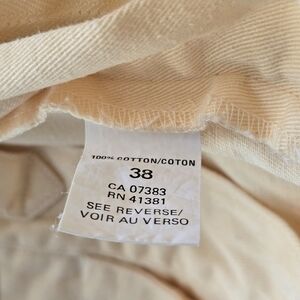 100% COTTON/COTON
38
CA 07383
RN 41381
SEE REVERSE/
VOIR AU VERSO